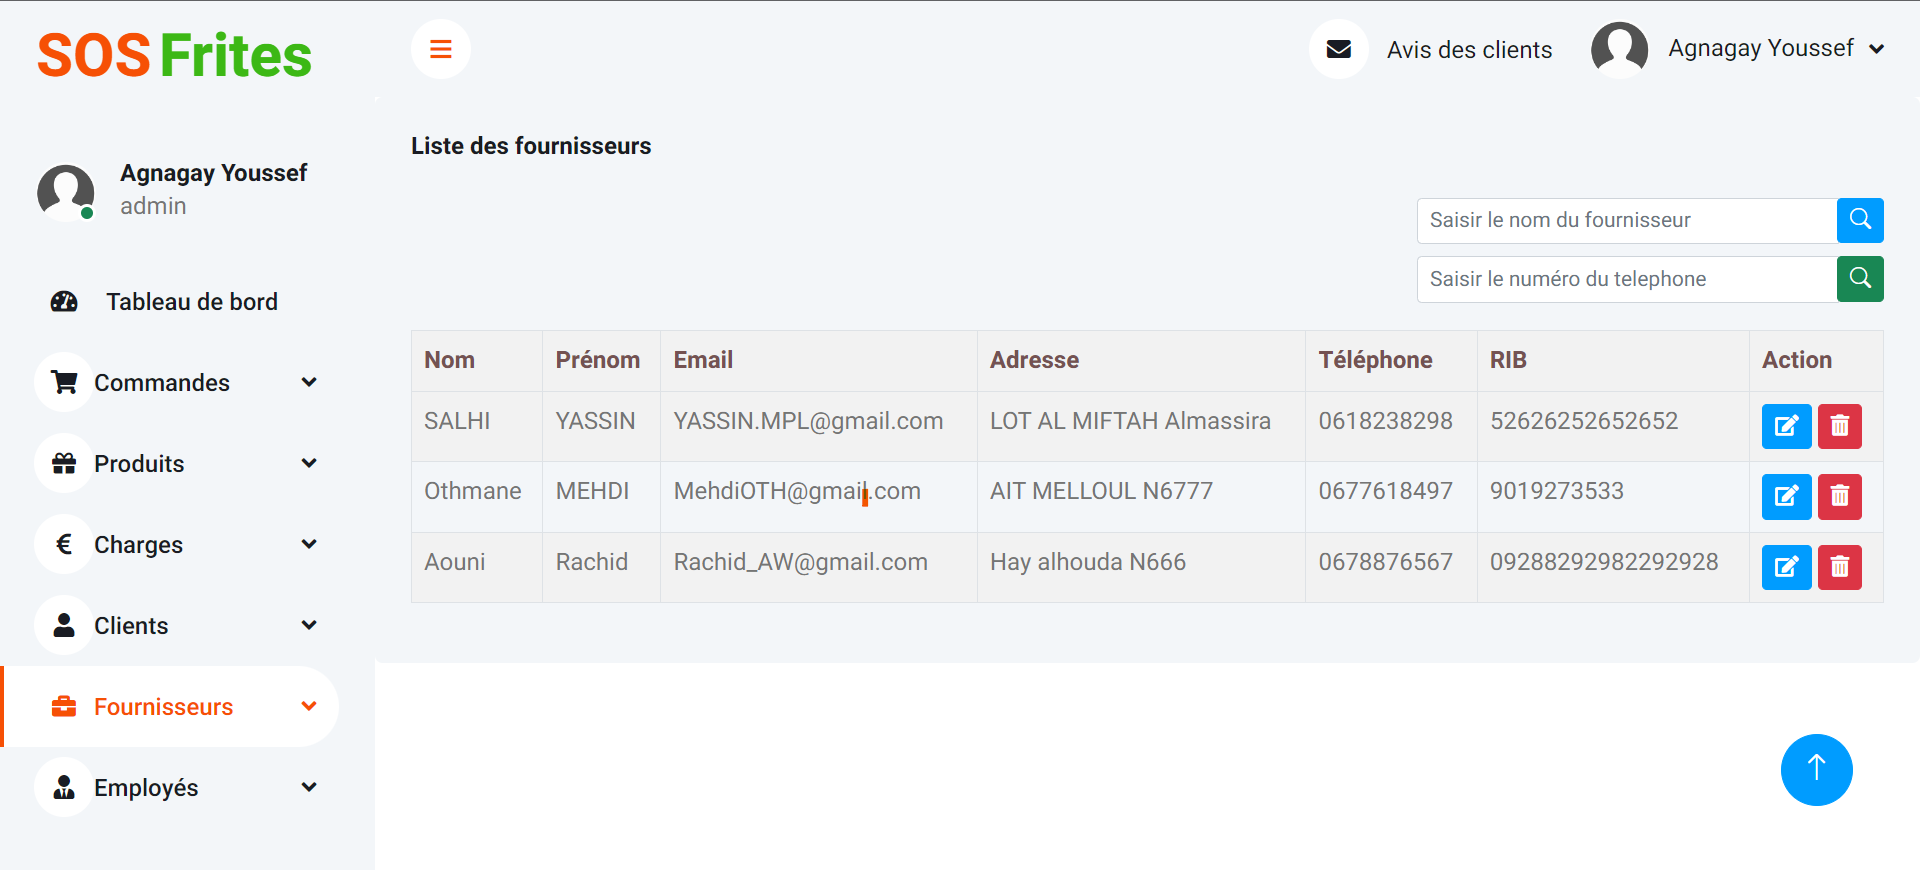 SOS Frites
Avis des clients
Agnagay Youssef
Agnagay Youssef
admin
Tableau de bord
Commandes
Produits
€ Charges
Clients
Fournisseurs
Employés
Liste des fournisseurs
Saisir le nom du fournisseur
Saisir le numéro du telephone
Nom Prénom Email Adresse Téléphone RIB Action
SALHI YASSIN YASSIN.MPL@gmail.com LOT AL MIFTAH Almassira 0618238298 52626252652652
Othmane MEHDI MehdiOTH@gmail.com AIT MELLOUL N6777 0677618497 9019273533
Aouni Rachid Rachid_AW@gmail.com Hay alhouda N666 0678876567 09288292982292928